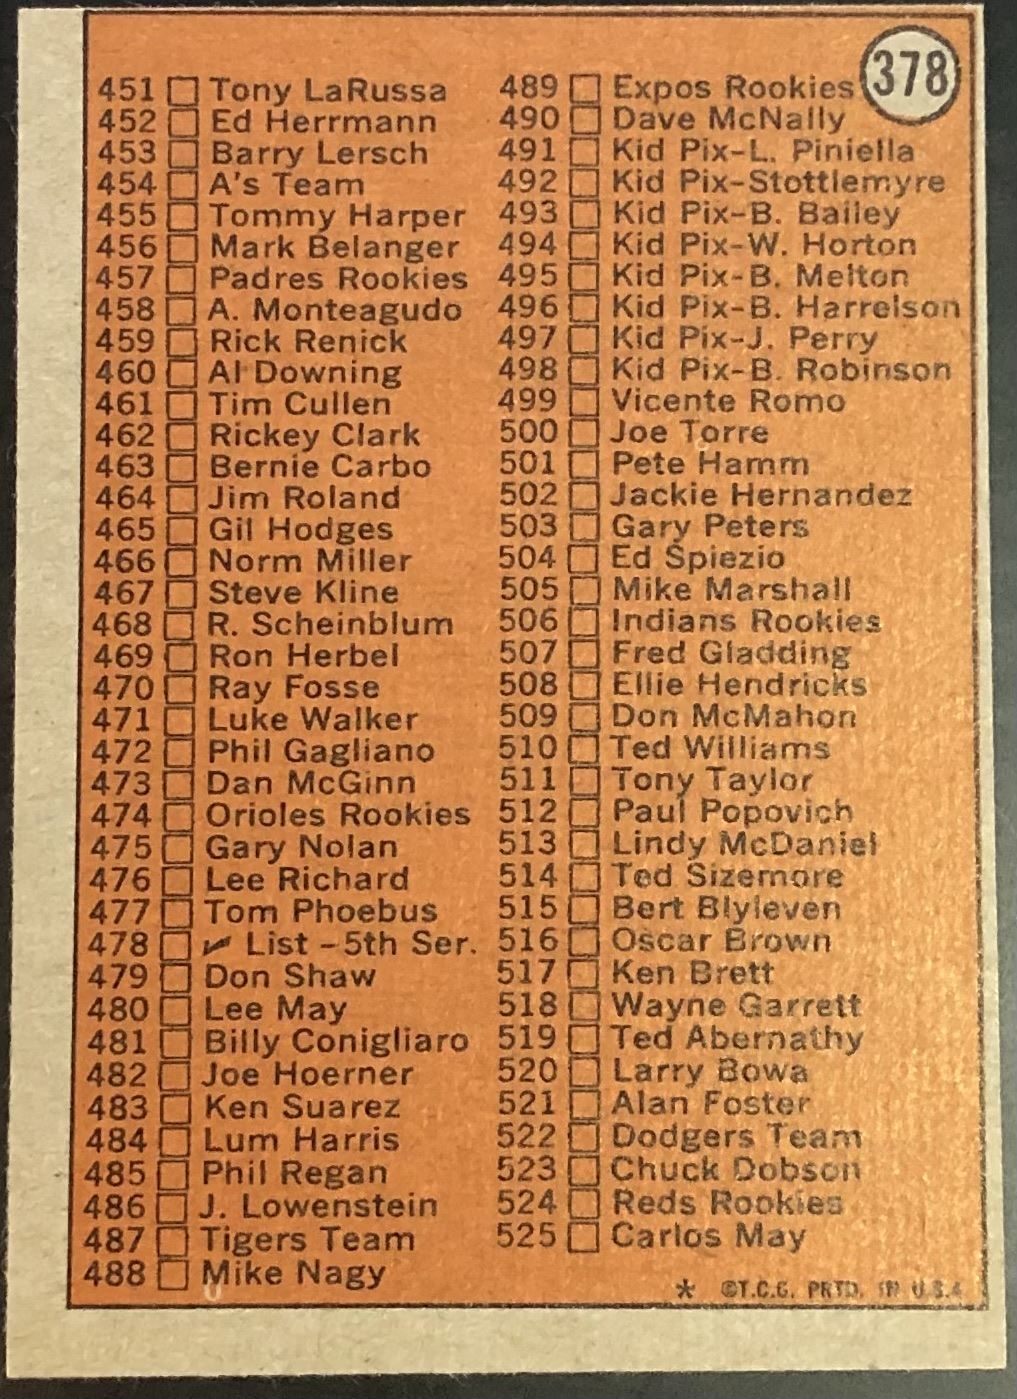 378
451 Tony LaRussa
452 Ed Herrmann
453 Barry Lersch
454 A's Team
455 Tommy Harper
456 Mark Belanger
457 Padres Rookies
458 A. Monteagudo
459 Rick Renick
460 Al Downing
461 Tim Cullen
462 Rickey Clark
463 Bernie Carbo
464 Jim Roland
465 Gil Hodges
466 Norm Miller
467 Steve Kline
468 R. Scheinblum
469 Ron Herbel
470 Ray Fosse
471 Luke Walker
472 Phil Gagliano
473 Dan McGinn
474 Orioles Rookies
475 Gary Nolan
476 Lee Richard
477 Tom Phoebus
478 List -5th Ser.
479 Don Shaw
480 Lee May
481 Billy Conigliaro
482 Joe Hoerner
483 Ken Suarez
484 Lum Harris
485 Phil Regan
486 J. Lowenstein
487 Tigers Team
488 Mike Nagy
489 Expos Rookies
490 Dave McNally
491 Kid Pix-L. Piniella
492 Kid Pix-Stottlemyre
493 Kid Pix-B. Bailey
494 Kid Pix-W. Horton
495 Kid Pix-B. Melton
496 Kid Pix-B. Harrelson
497 Kid Pix-J. Perry
498 Kid Pix-B. Robinson
499 Vicente Romo
500 Joe Torre
501 Pete Hamm
502 Jackie Hernandez
503 Gary Peters
504 Ed Spiezio
505 Mike Marshall
506 Indians Rookies
507 Fred Gladding
508 Ellie Hendricks
509 Don McMahon
510 Ted Williams
511 Tony Taylor
512 Paul Popovich
513 Lindy McDaniel
514 Ted Sizemore
515 Bert Blyleven
516 Oscar Brown
517 Ken Brett
518 Wayne Garrett
519 Ted Abernathy
520 Larry Bowa
521 Alan Foster
522 Dodgers Team
523 Chuck Dobson
524 Reds Rookies
525 Carlos May
* ©T.C.G. PRTD. IN U.S.A